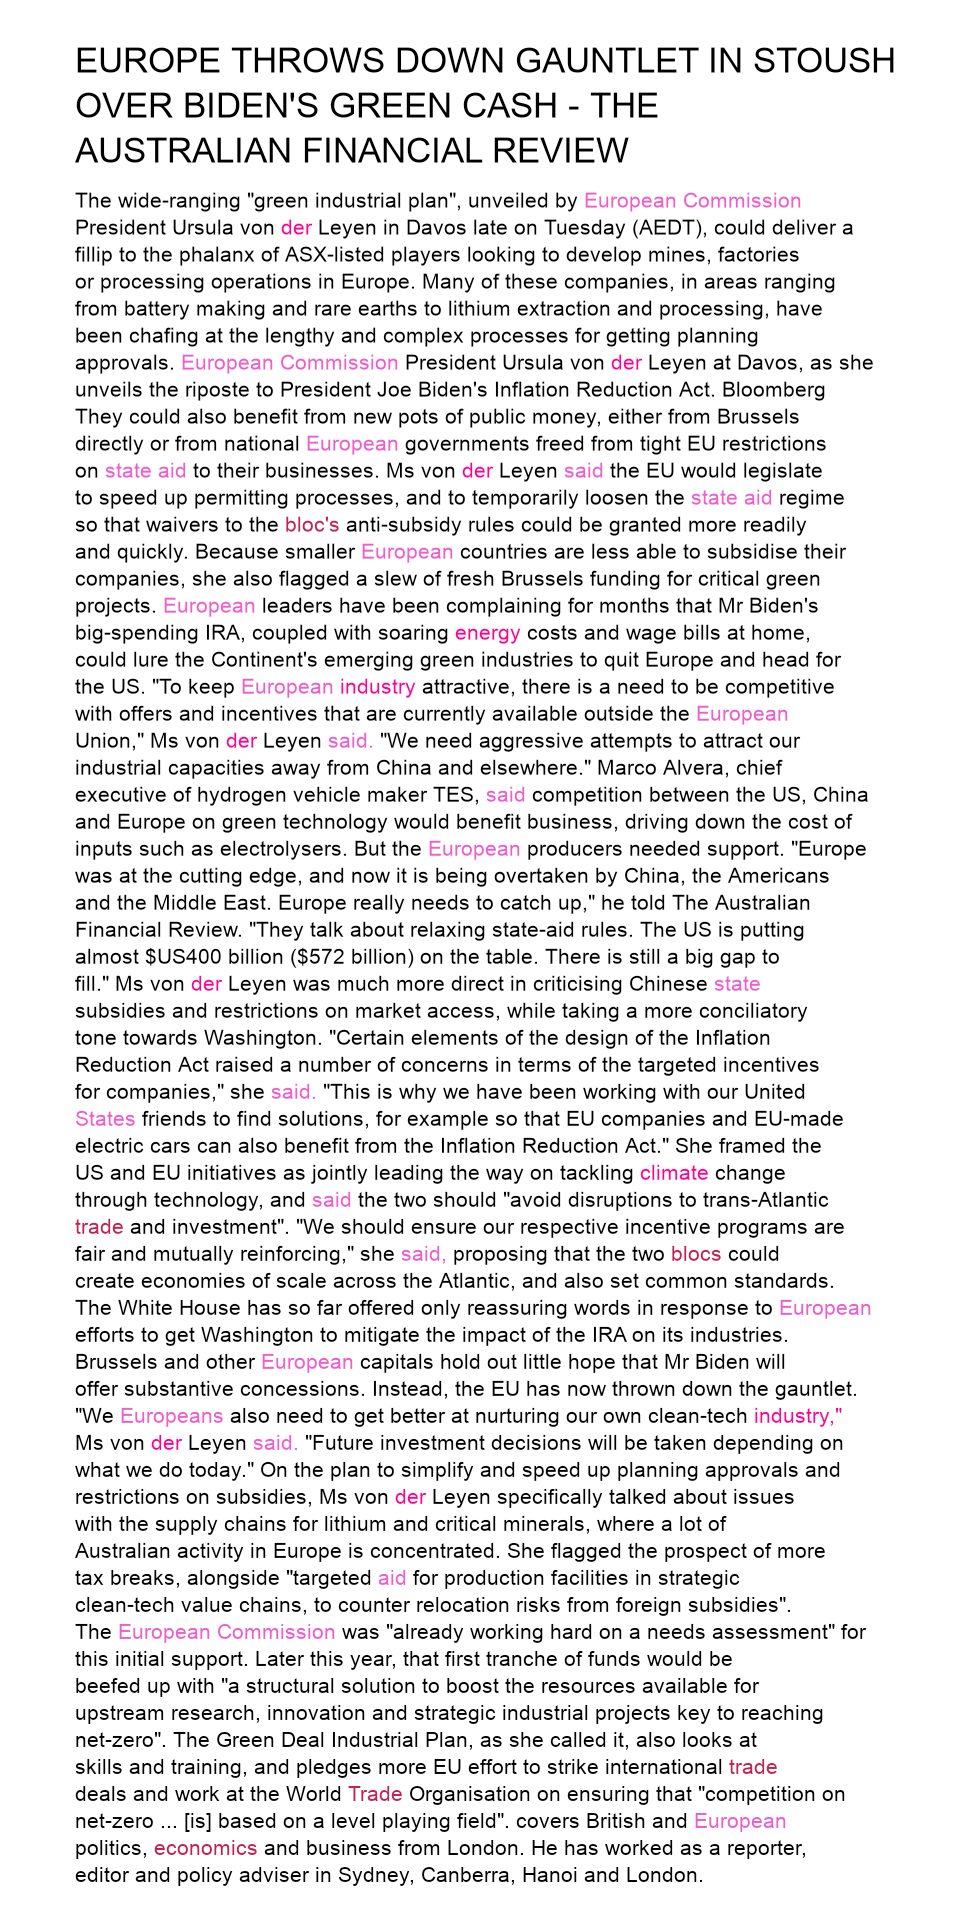 EUROPE THROWS DOWN GAUNTLET IN STOUSH
OVER BIDEN'S GREEN CASH - THE
AUSTRALIAN FINANCIAL REVIEW
The wide-ranging "green industrial plan", unveiled by European Commission
President Ursula von der Leyen in Davos late on Tuesday (AEDT), could deliver a
fillip to the phalanx of ASX-listed players looking to develop mines, factories
or processing operations in Europe. Many of these companies, in areas ranging
from battery making and rare earths to lithium extraction and processing, have
been chafing at the lengthy and complex processes for getting planning
approvals. European Commission President Ursula von der Leyen at Davos, as she
unveils the riposte to President Joe Biden's Inflation Reduction Act. Bloomberg
They could also benefit from new pots of public money, either from Brussels
directly or from national European governments freed from tight EU restrictions
on state aid to their businesses. Ms von der Leyen said the EU would legislate
to speed up permitting processes, and to temporarily loosen the state aid regime
so that waivers to the bloc's anti-subsidy rules could be granted more readily
and quickly. Because smaller European countries are less able to subsidise their
companies, she also flagged a slew of fresh Brussels funding for critical green
projects. European leaders have been complaining for months that Mr Biden's
big-spending IRA, coupled with soaring energy costs and wage bills at home,
could lure the Continent's emerging green industries to quit Europe and head for
the US. "To keep European industry attractive, there is a need to be competitive
with offers and incentives that are currently available outside the European
Union," Ms von der Leyen said. "We need aggressive attempts to attract our
industrial capacities away from China and elsewhere." Marco Alvera, chief
executive of hydrogen vehicle maker TES, said competition between the US, China
and Europe on green technology would benefit business, driving down the cost of
inputs such as electrolysers. But the European producers needed support. "Europe
was at the cutting edge, and now it is being overtaken by China, the Americans
and the Middle East. Europe really needs to catch up," he told The Australian
Financial Review. "They talk about relaxing state-aid rules. The US is putting
almost $US400 billion ($572 billion) on the table. There is still a big gap to
fill." Ms von der Leyen was much more direct in criticising Chinese state
subsidies and restrictions on market access, while taking a more conciliatory
tone towards Washington. "Certain elements of the design of the Inflation
Reduction Act raised a number of concerns in terms of the targeted incentives
for companies," she said. "This is why we have been working with our United
States friends to find solutions, for example so that EU companies and EU-made
electric cars can also benefit from the Inflation Reduction Act." She framed the
US and EU initiatives as jointly leading the way on tackling climate change
through technology, and said the two should "avoid disruptions to trans-Atlantic
trade and investment". "We should ensure our respective incentive programs are
fair and mutually reinforcing," she said, proposing that the two blocs could
create economies of scale across the Atlantic, and also set common standards.
The White House has so far offered only reassuring words in response to European
efforts to get Washington to mitigate the impact of the IRA on its industries.
Brussels and other European capitals hold out little hope that Mr Biden will
offer substantive concessions. Instead, the EU has now thrown down the gauntlet.
"We Europeans also need to get better at nurturing our own clean-tech industry,"
Ms von der Leyen said. "Future investment decisions will be taken depending on
what we do today." On the plan to simplify and speed up planning approvals and
restrictions on subsidies, Ms von der Leyen specifically talked about issues
with the supply chains for lithium and critical minerals, where a lot of
Australian activity in Europe is concentrated. She flagged the prospect of more
tax breaks, alongside "targeted aid for production facilities in strategic
clean-tech value chains, to counter relocation risks from foreign subsidies".
The European Commission was "already working hard on a needs assessment" for
this initial support. Later this year, that first tranche of funds would be
beefed up with "a structural solution to boost the resources available for
upstream research, innovation and strategic industrial projects key to reaching
net-zero". The Green Deal Industrial Plan, as she called it, also looks at
skills and training, and pledges more EU effort to strike international trade
deals and work at the World Trade Organisation on ensuring that "competition on
net-zero ... [is] based on a level playing field". covers British and European
politics, economics and business from London. He has worked as a reporter,
editor and policy adviser in Sydney, Canberra, Hanoi and London.